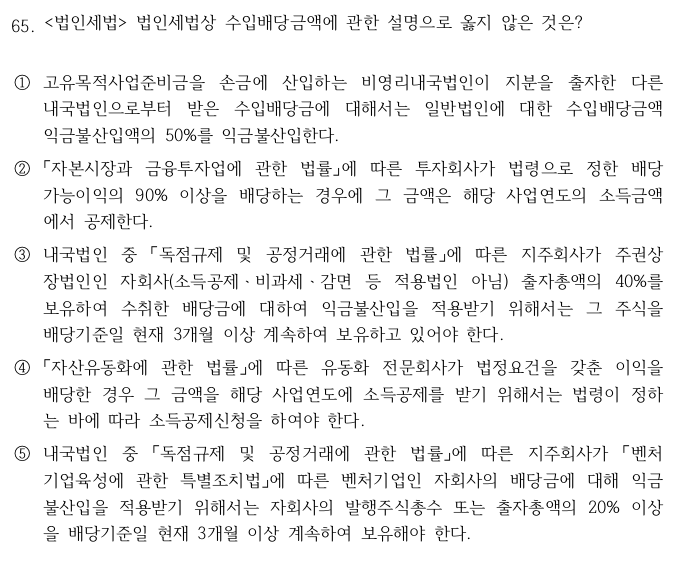 65. <법인세법> 법인세법상 수입배당금액에 관한 설명으로 옳지 않은 것은?
① 고유목적사업준비금을 손금에 산입하는 비영리내국법인이 지분을 출자한 다른
내국법인으로부터 받은 수입배당금에 대해서는 일반법인에 대한 수입배당금액
익금불산입액의 50%를 익금불산입한다.
② 「자본시장과 금융투자업에 관한 법률」에 따른 투자회사가 법령으로 정한 배당
가능이익의 90% 이상을 배당하는 경우에 그 금액은 해당 사업연도의 소득금액
에서 공제한다.
③ 내국법인 중 「독점규제 및 공정거래에 관한 법률」에 따른 지주회사가 주권상
장법인인 자회사(소득공제ㆍ비과세ㆍ감면 등 적용법인 아님) 출자총액의 40%를
보유하여 수취한 배당금에 대하여 익금불산입을 적용받기 위해서는 그 주식을
배당기준일 현재 3개월 이상 계속하여 보유하고 있어야 한다.
④ 「자산유동화에 관한 법률」에 따른 유동화 전문회사가 법정요건을 갖춘 이익을
배당한 경우 그 금액을 해당 사업연도에 소득공제를 받기 위해서는 법령이 정하
는 바에 따라 소득공제신청을 하여야 한다.
⑤ 내국법인 중 「독점규제 및 공정거래에 관한 법률」에 따른 지주회사가 「벤처
기업육성에 관한 특별조치법」에 따른 벤처기업인 자회사의 배당금에 대해 익금
불산입을 적용받기 위해서는 자회사의 발행주식총수 또는 출자총액의 20% 이상
을 배당기준일 현재 3개월 이상 계속하여 보유해야 한다.